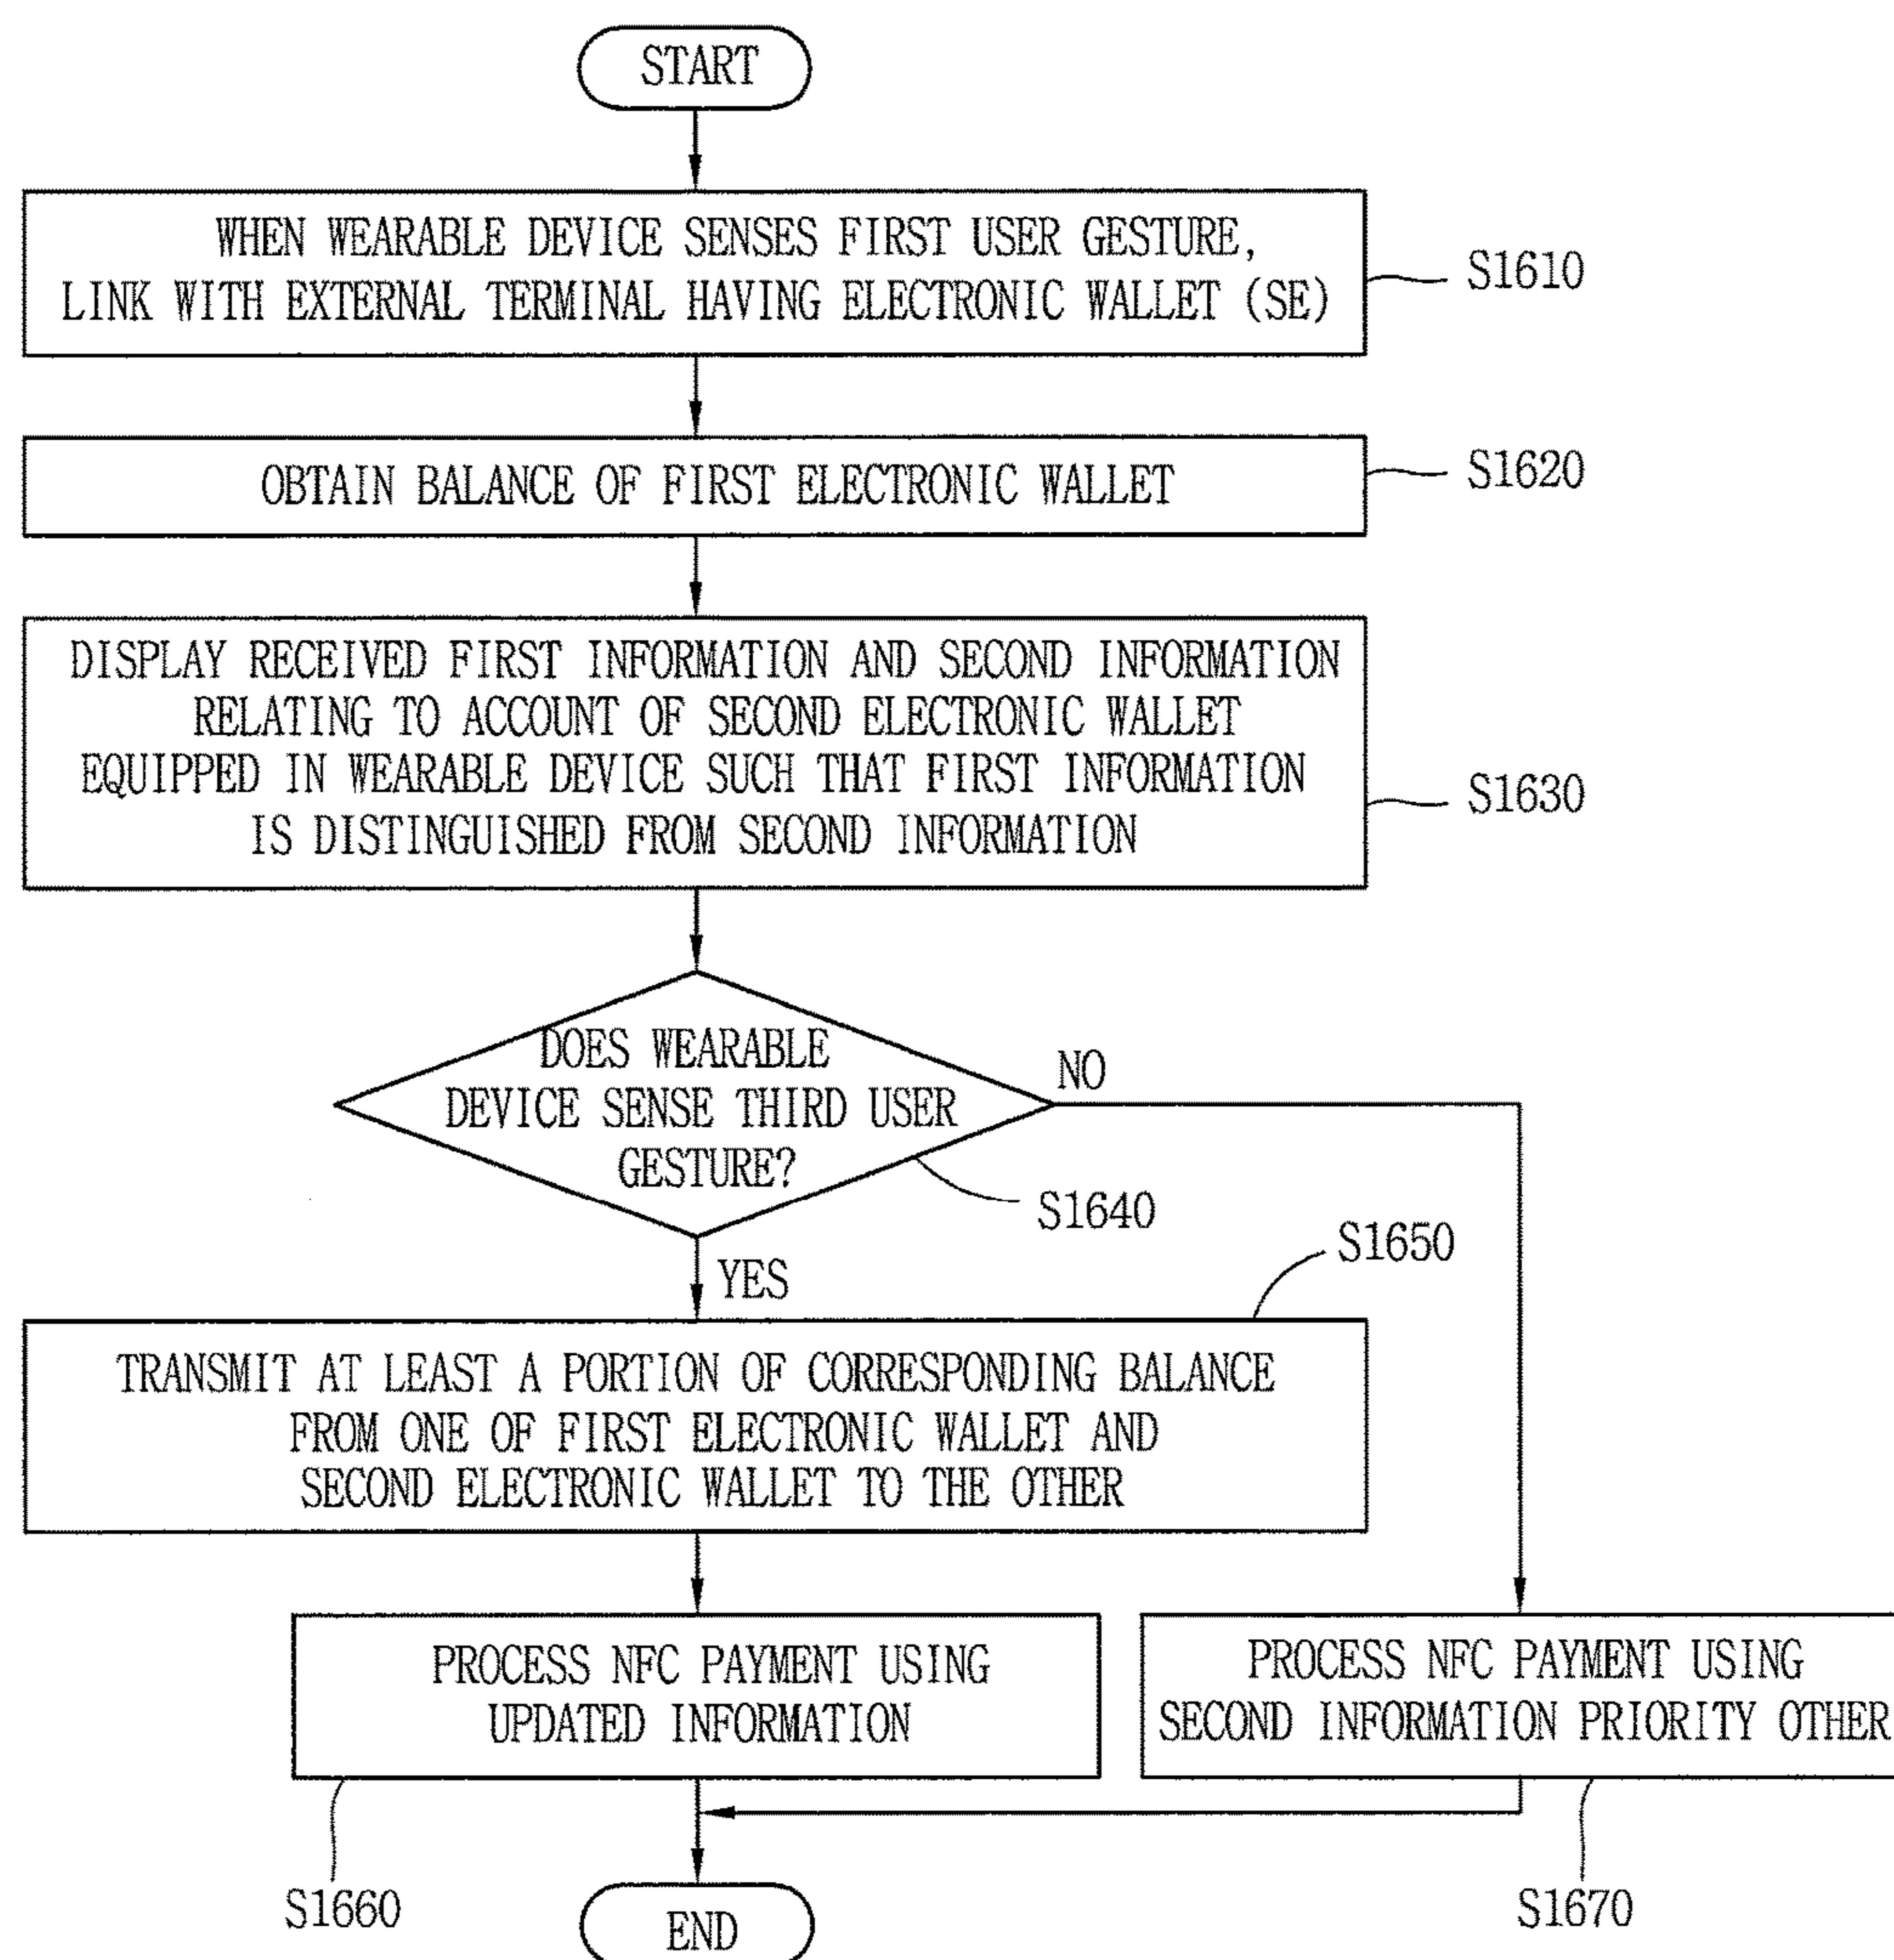 START
WHEN WEARABLE DEVICE SENSES FIRST USER GESTURE,
LINK WITH EXTERNAL TERMINAL HAVING ELECTRONIC WALLET (SE)
S1610
OBTAIN BALANCE OF FIRST ELECTRONIC WALLET
S1620
DISPLAY RECEIVED FIRST INFORMATION AND SECOND INFORMATION
RELATING TO ACCOUNT OF SECOND ELECTRONIC WALLET
EQUIPPED IN WEARABLE DEVICE SUCH THAT FIRST INFORMATION
IS DISTINGUISHED FROM SECOND INFORMATION
S1630
DOES WEARABLE
DEVICE SENSE THIRD USER
GESTURE?
NO
S1640
YES
S1650
TRANSMIT AT LEAST A PORTION OF CORRESPONDING BALANCE
FROM ONE OF FIRST ELECTRONIC WALLET AND
SECOND ELECTRONIC WALLET TO THE OTHER
PROCESS NFC PAYMENT USING
UPDATED INFORMATION
PROCESS NFC PAYMENT USING
SECOND INFORMATION PRIORITY OTHER
S1660
S1670
END